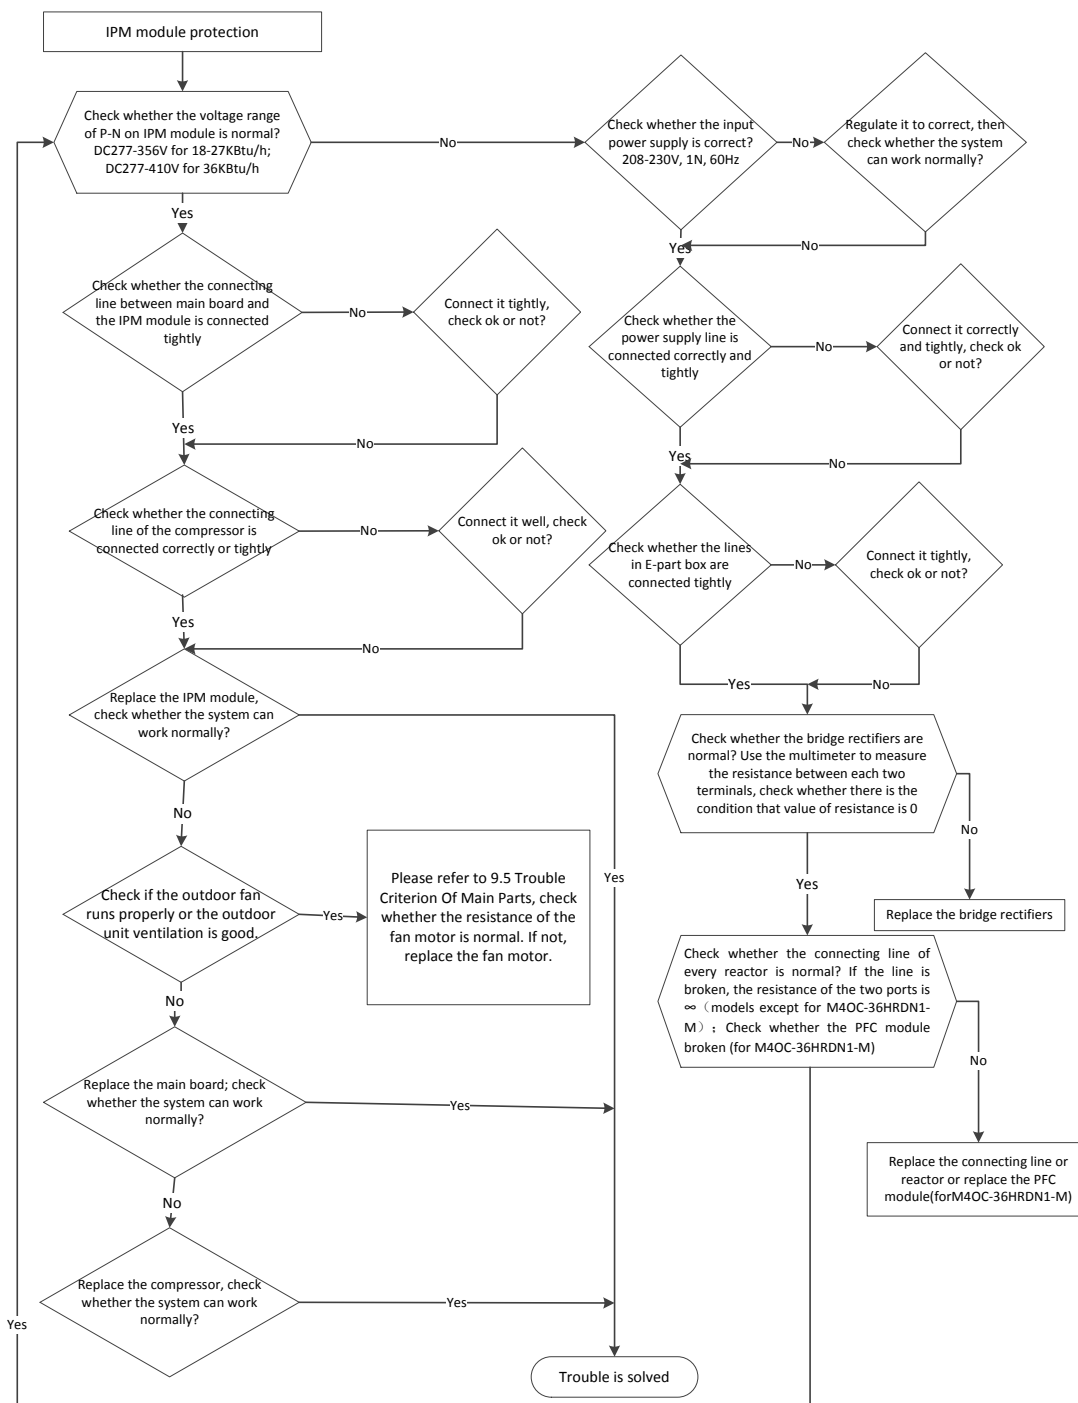 IPM module protection
Check whether the voltage range
of P-N on IPM module is normal?
DC277-356V for 18-27KBtu/h;
DC277-410V for 36KBtu/h
No
Check whether the input
power supply is correct?
208-230V, 1N, 60Hz
No
Regulate it to correct, then
check whether the system
can work normally?
Yes
Yes
No
Check whether the connecting
line between main board and
the IPM module is connected
tightly
No
Connect it tightly,
check ok or not?
Check whether the
power supply line is
connected correctly and
tightly
No
Connect it correctly
and tightly, check ok
or not?
Yes
No
Yes
No
Check whether the connecting
line of the compressor is
connected correctly or tightly
No
Connect it well, check
ok or not?
Check whether the lines
in E-part box are
connected tightly
No
Connect it tightly,
check ok or not?
Yes
No
Yes
No
Replace the IPM module,
check whether the system can
work normally?
Check whether the bridge rectifiers are
normal? Use the multimeter to measure
the resistance between each two
terminals, check whether there is the
condition that value of resistance is 0
No
No
Yes
Yes
Check if the outdoor fan
runs properly or the outdoor
unit ventilation is good.
Yes
Please refer to 9.5 Trouble
Criterion Of Main Parts, check
whether the resistance of the
fan motor is normal. If not,
replace the fan motor.
Replace the bridge rectifiers
Check whether the connecting line of
every reactor is normal? If the line is
broken, the resistance of the two ports is
∞（models except for M4OC-36HRDN1-
M）；Check whether the PFC module
broken (for M4OC-36HRDN1-M)
No
No
Replace the main board; check
whether the system can work
normally?
Yes
Replace the connecting line or
reactor or replace the PFC
module(forM4OC-36HRDN1-M)
No
Replace the compressor, check
whether the system can work
normally?
Yes
Yes
Trouble is solved